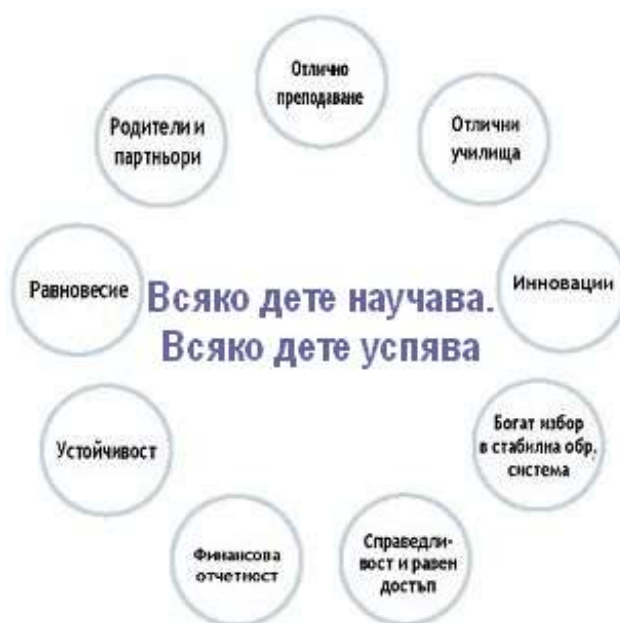 Отлично
преподаване
Отлични
училища
Инновации
Богат избор
в стабилна обр.
система
Справедли-
вост и равен
достъп
Финансова
отчетност
Устойчивост
Равновесие
Родители и
партньори
Всяко дете научава.
Всяко дете успява